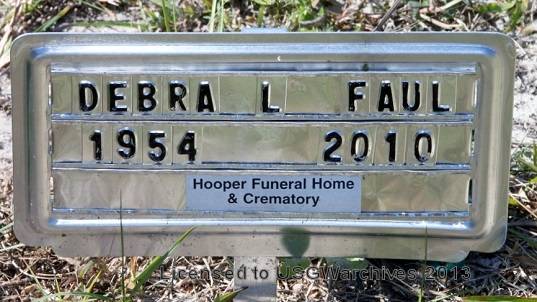 DEBRA L FAUL
1954 2010
Hooper Funeral Home
& Crematory
Licensed to USGWarchives 2013